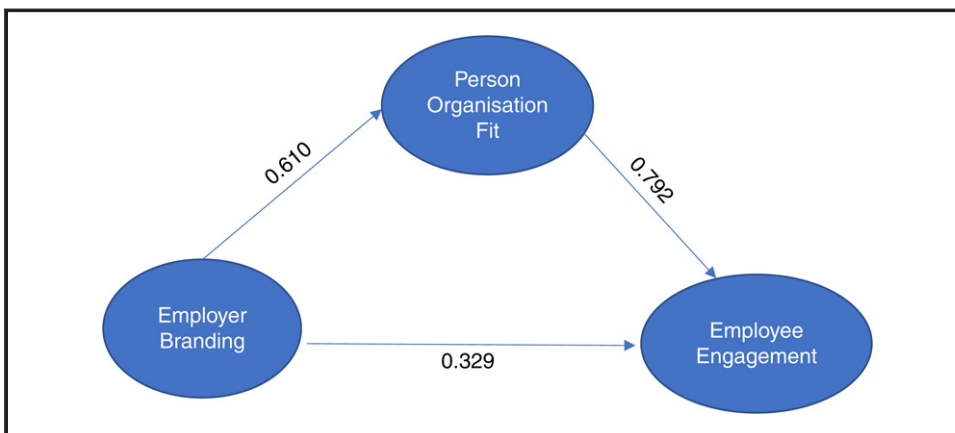 Person
Organisation
Fit
0.610
0.792
Employer
Branding
0.329
Employee
Engagement